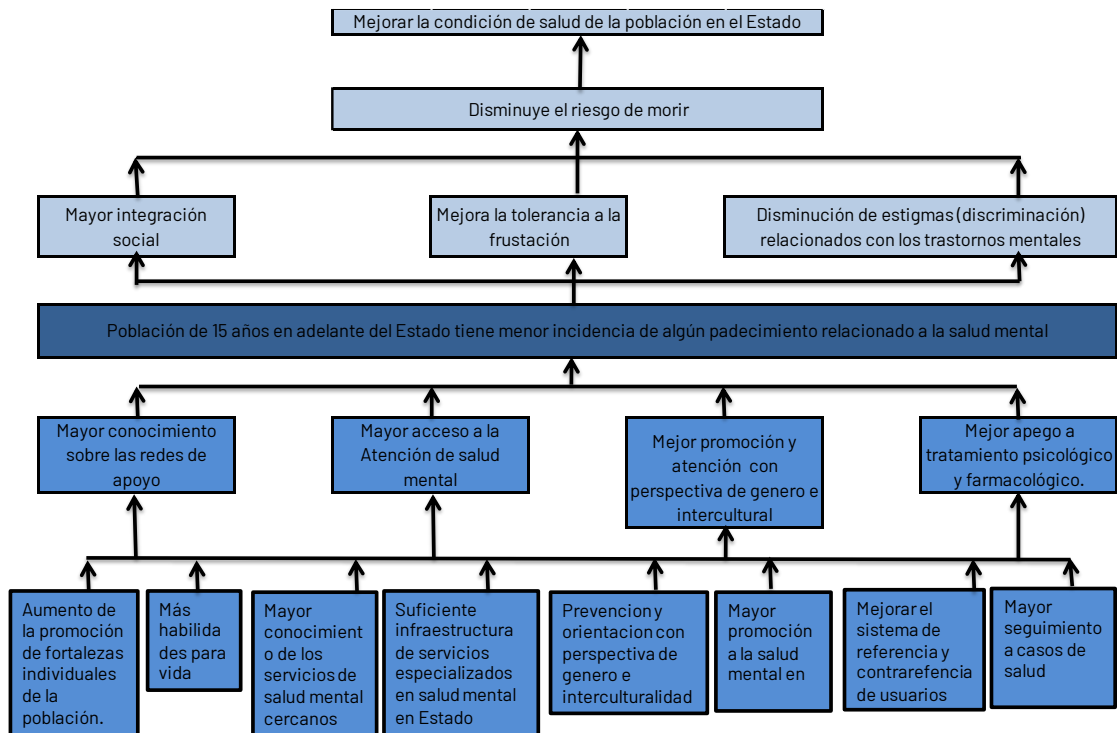 Mejorar la condición de salud de la población en el Estado
Disminuye el riesgo de morir
Mayor integración
social
Mejora la tolerancia a la
frustación
Disminución de estigmas (discriminación)
relacionados con los trastornos mentales
Población de 15 años en adelante del Estado tiene menor incidencia de algún padecimiento relacionado a la salud mental
Mayor conocimiento
sobre las redes de
apoyo
Mayor acceso a la
Atención de salud
mental
Mejor promoción y
atención con
perspectiva de genero e
intercultural
Mejor apego a
tratamiento psicológico
y farmacológico.
Aumento de
la promoción
de fortalezas
individuales
de la
población.
Más
habilida
des para
vida
Mayor
conocimient
o de los
servicios de
salud mental
cercanos
Suficiente
infraestructura
de servicios
especializados
en salud mental
en Estado
Prevencion y
orientacion con
perspectiva de
genero e
interculturalidad
Mayor
promoción
a la salud
mental en
Mejorar el
sistema de
referencia y
contrarefencia
de usuarios
Mayor
seguimiento
a casos de
salud